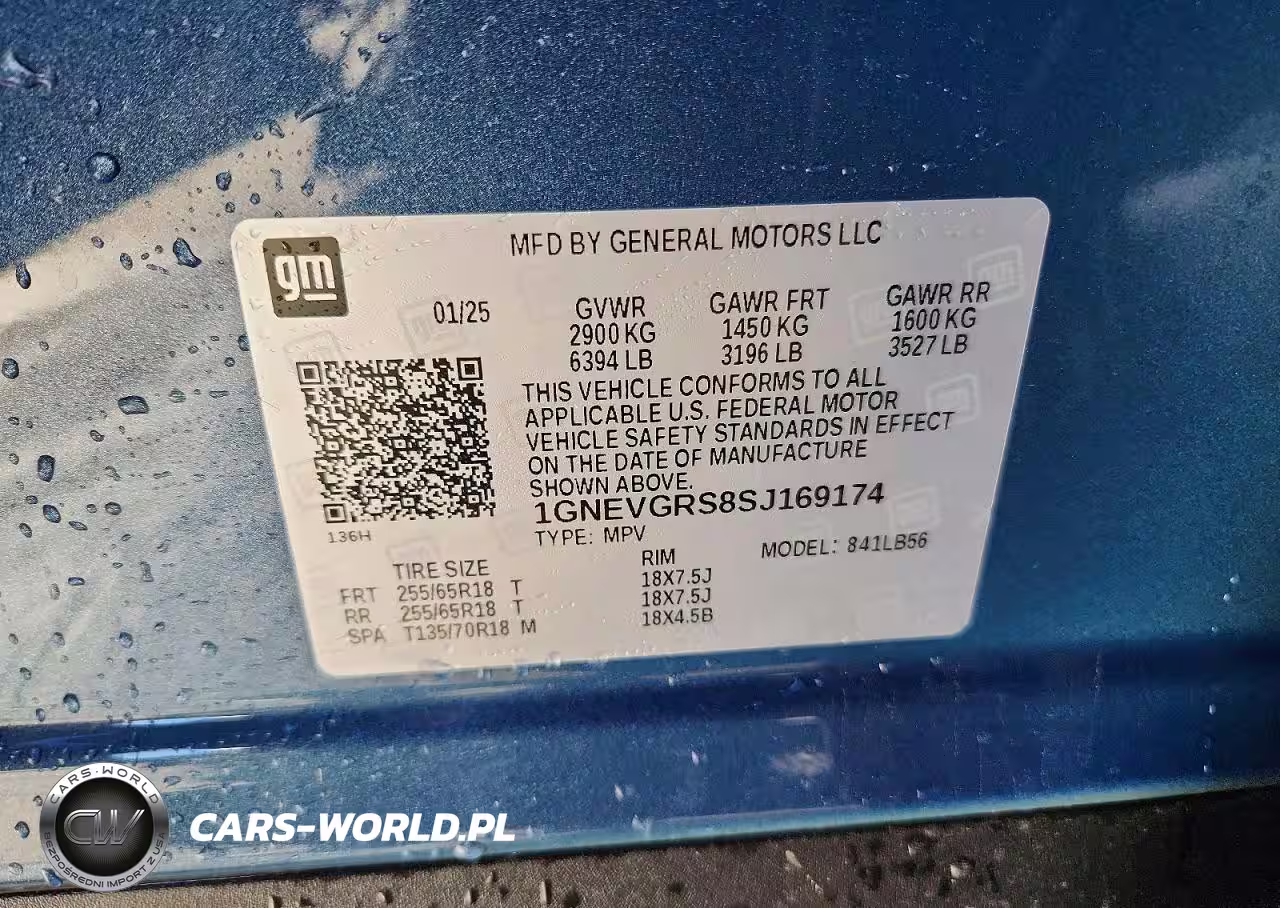 gm
MFD BY GENERAL MOTORS LLC
01/25 GVWR GAWR FRT GAWR RR
2900 KG 1450 KG 1600 KG
6394 LB 3196 LB 3527 LB
THIS VEHICLE CONFORMS TO ALL
APPLICABLE U.S. FEDERAL MOTOR
VEHICLE SAFETY STANDARDS IN EFFECT
ON THE DATE OF MANUFACTURE
SHOWN ABOVE.
1GNEVGRS8SJ169174
136H
TYPE: MPV MODEL: 841LB56
TIRE SIZE RIM
FRT 255/65R18 T 18X7.5J
RR 255/65R18 T 18X7.5J
SPA T135/70R18 M 18X4.5B
CARS-WORLD
CW
BEZPOŚREDNI IMPORT Z USA
CARS-WORLD.PL